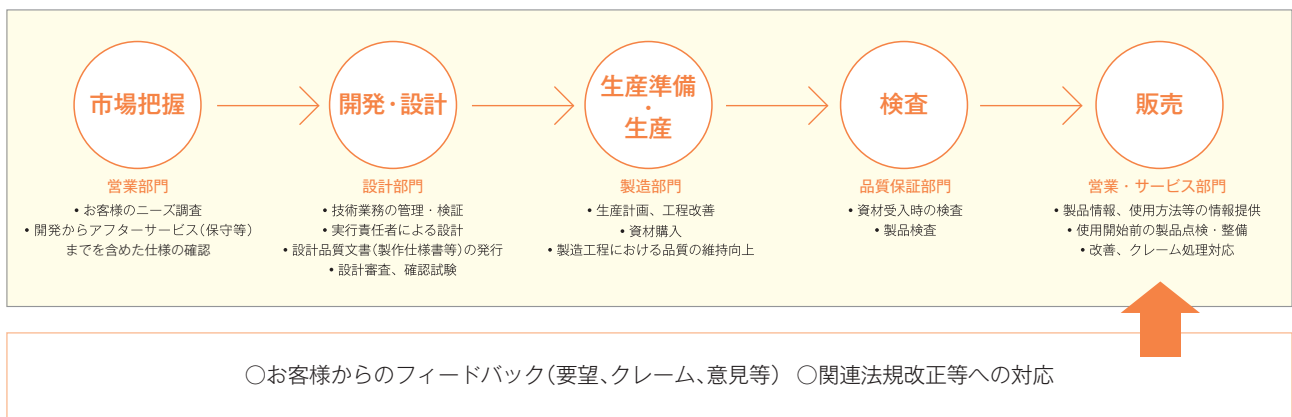 市場把握
開発・設計
生産準備
・
生産
検査
販売
営業部門
• お客様のニーズ調査
• 開発からアフターサービス(保守等)
までを含めた仕様の確認
設計部門
• 技術業務の管理・検証
• 実行責任者による設計
• 設計品質文書(製作仕様書等)の発行
• 設計審査、確認試験
製造部門
• 生産計画、工程改善
• 資材購入
• 製造工程における品質の維持向上
品質保証部門
• 資材受入時の検査
• 製品検査
営業・サービス部門
• 製品情報、使用方法等の情報提供
• 使用開始前の製品点検・整備
• 改善、クレーム処理対応
○お客様からのフィードバック(要望、クレーム、意見等) ○関連法規改正等への対応